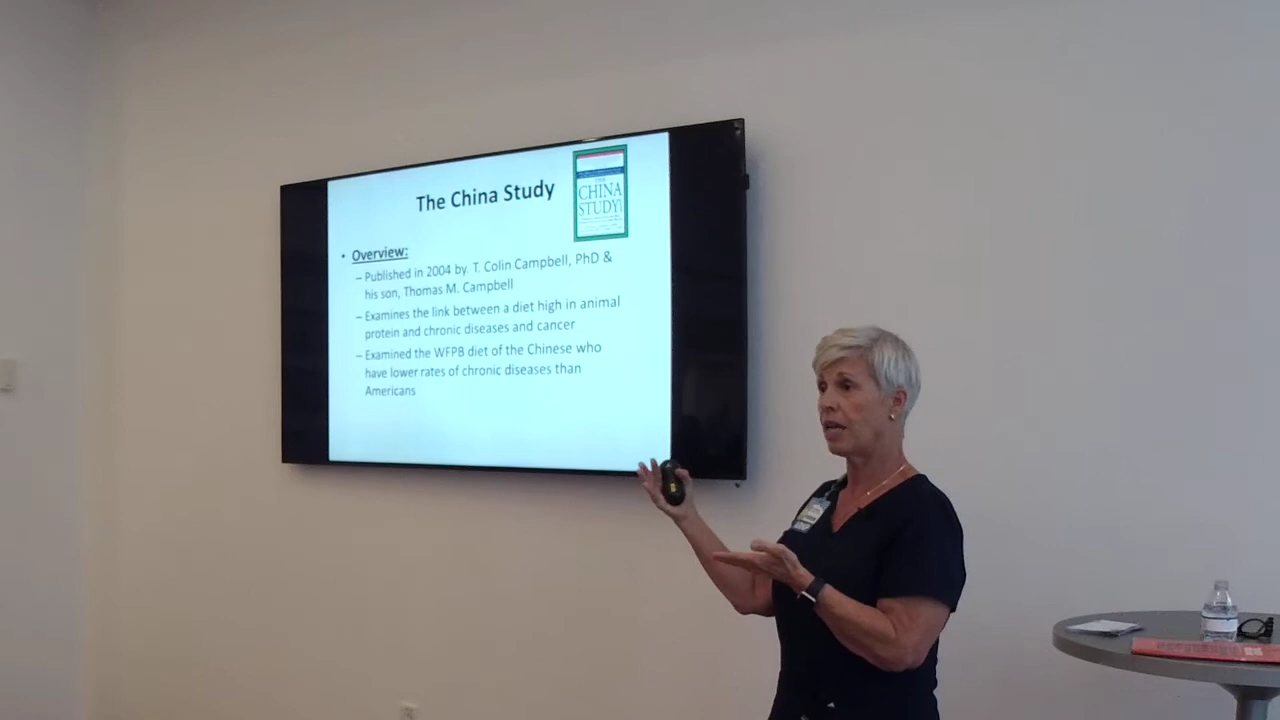 The China Study
CHINA
STUDY
• Overview:
– Published in 2004 by T. Colin Campbell, PhD &
his son, Thomas M. Campbell
– Examines the link between a diet high in animal
protein and chronic diseases and cancer
– Examined the WFPB diet of the Chinese who
have lower rates of chronic diseases than
Americans